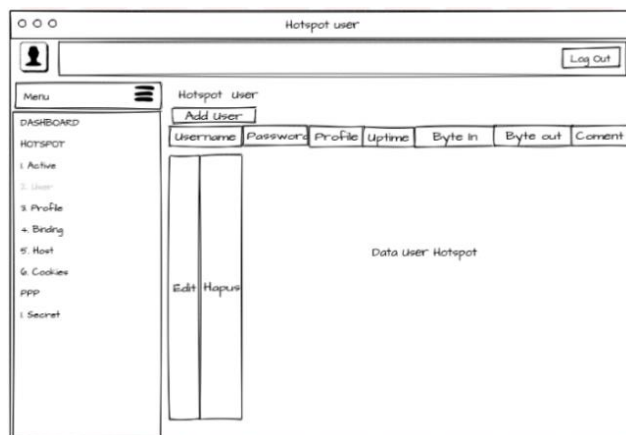 Hotspot user
Log Out
Menu
DASHBOARD
HOTSPOT
1. Active
2. User
3. Profile
4. Binding
5. Host
6. Cookies
PPP
1. Secret
Hotspot user
Add User
Username Password Profile Uptime Byte In Byte out Coment
Edit Hapus
Data User Hotspot